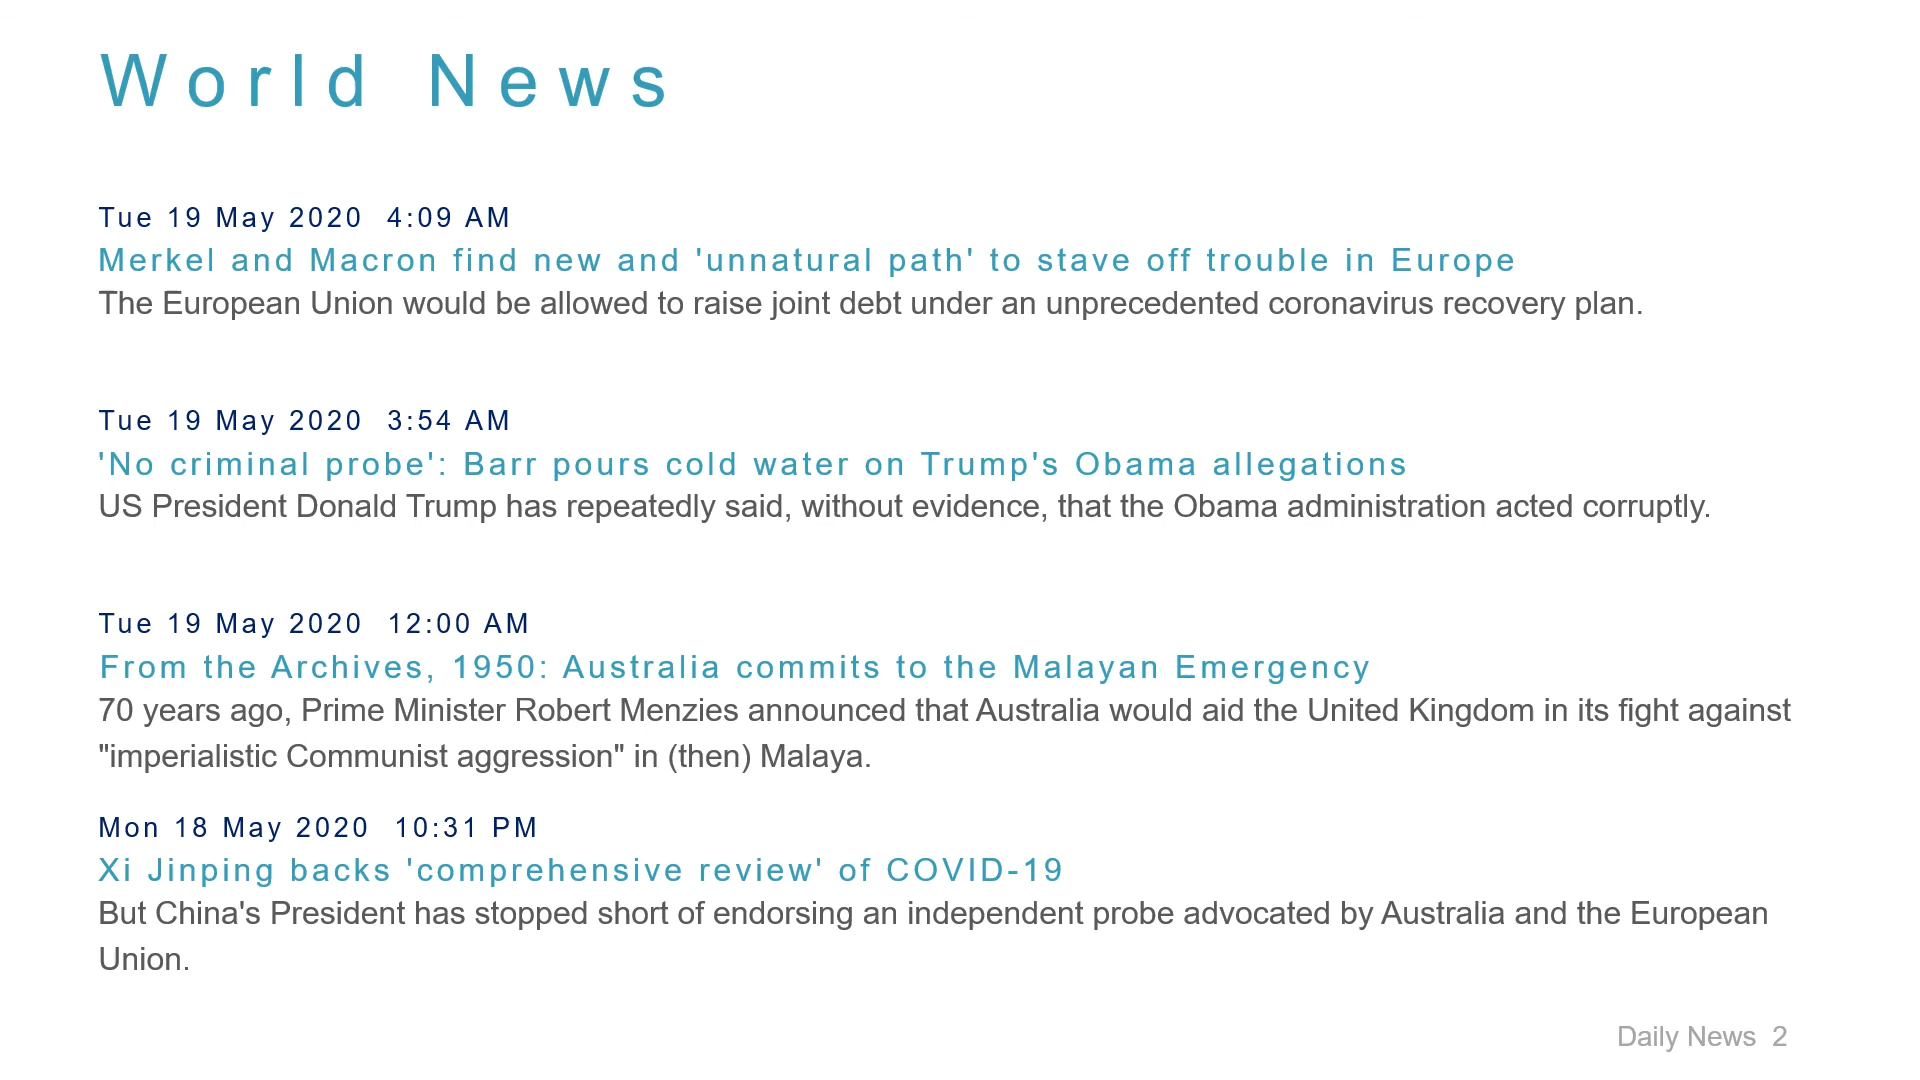 World News
Tue 19 May 2020  4:09 AM
Merkel and Macron find new and 'unnatural path' to stave off trouble in Europe
The European Union would be allowed to raise joint debt under an unprecedented coronavirus recovery plan.
Tue 19 May 2020  3:54 AM
'No criminal probe': Barr pours cold water on Trump's Obama allegations
US President Donald Trump has repeatedly said, without evidence, that the Obama administration acted corruptly.
Tue 19 May 2020  12:00 AM
From the Archives, 1950: Australia commits to the Malayan Emergency
70 years ago, Prime Minister Robert Menzies announced that Australia would aid the United Kingdom in its fight against
"imperialistic Communist aggression" in (then) Malaya.
Mon 18 May 2020  10:31 PM
Xi Jinping backs 'comprehensive review' of COVID-19
But China's President has stopped short of endorsing an independent probe advocated by Australia and the European
Union.
Daily News  2